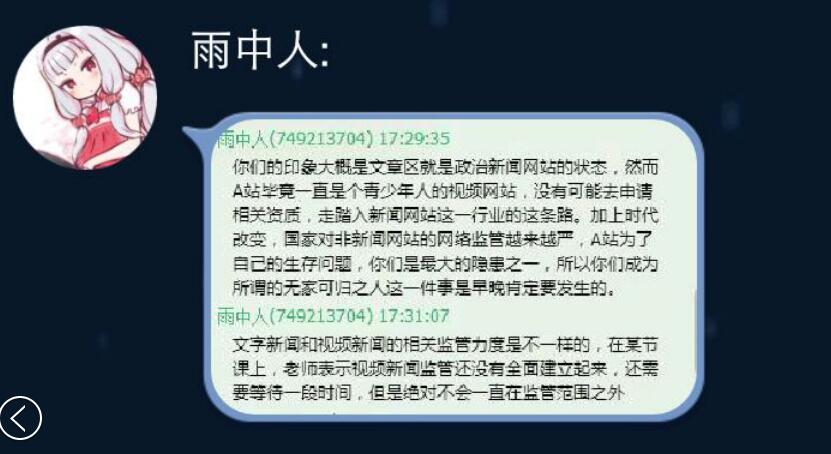 雨中人:
雨中人(749213704) 17:29:35
你们的印象大概是文章区就是政治新闻网站的状态，然而
A站毕竟一直是个青少年人的视频网站，没有可能去申请
相关资质，走踏入新闻网站这一行业的这条路。加上时代
改变，国家对非新闻网站的网络监管越来越严，A站为了
自己的生存问题，你们是最大的隐患之一，所以你们成为
所谓的无家可归之人这一件事是早晚肯定要发生的。
雨中人(749213704) 17:31:07
文字新闻和视频新闻的相关监管力度是不一样的，在某节
课上，老师表示视频新闻监管还没有全面建立起来，还需
要等待一段时间，但是绝对不会一直在监管范围之外